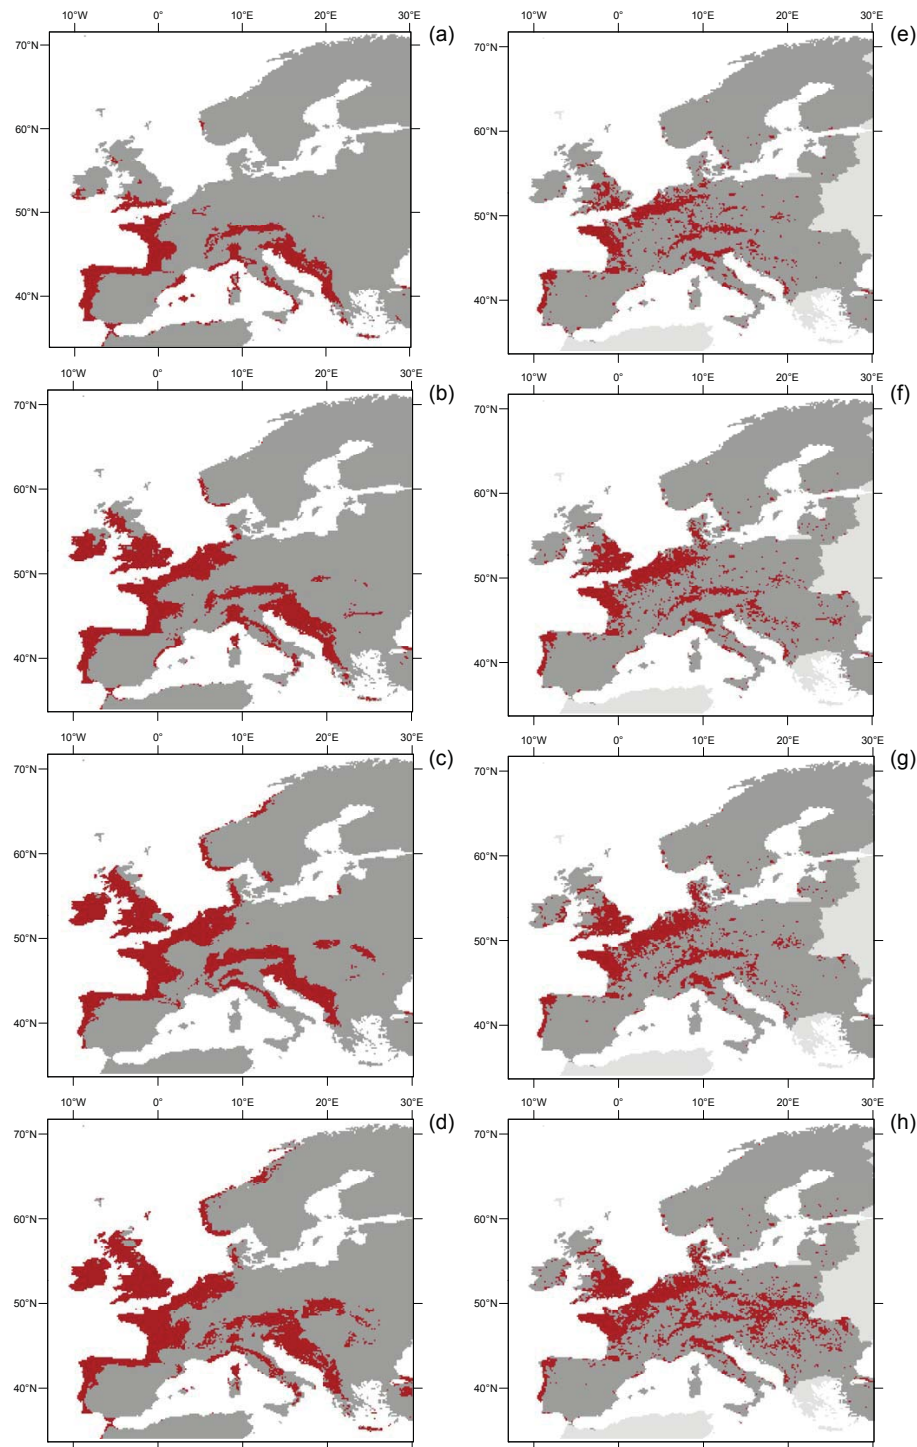 10°W 0° 10°E 20°E 30°E (a)
70°N
60°N
50°N
40°N
10°W 0° 10°E 20°E 30°E (e)
70°N
60°N
50°N
40°N
10°W 0° 10°E 20°E 30°E (b)
70°N
60°N
50°N
40°N
10°W 0° 10°E 20°E 30°E (f)
70°N
60°N
50°N
40°N
10°W 0° 10°E 20°E 30°E (c)
70°N
60°N
50°N
40°N
10°W 0° 10°E 20°E 30°E (g)
70°N
60°N
50°N
40°N
10°W 0° 10°E 20°E 30°E (d)
70°N
60°N
50°N
40°N
10°W 0° 10°E 20°E 30°E (h)
70°N
60°N
50°N
40°N